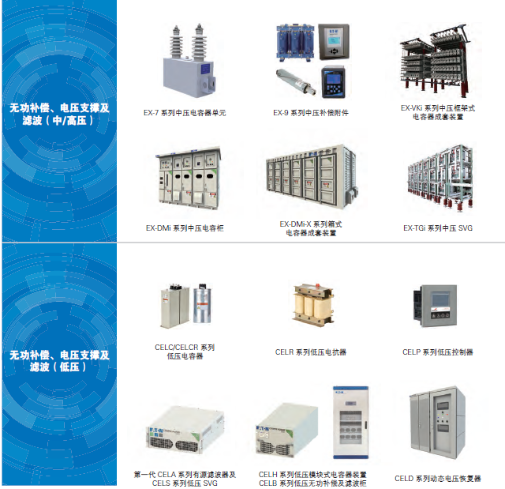 无功补偿、电压支撑及
滤波（中/高压）
EX-7 系列中压电容器单元
EX-9 系列中压补偿附件
EX-VKi 系列中压框架式
电容器成套装置
EX-DMi 系列中压电容柜
EX-DMi-X 系列箱式
电容器成套装置
EX-TGi 系列中压 SVG
无功补偿、电压支撑及
滤波（低压）
CELC/CELCR 系列
低压电容器
CELR 系列低压电抗器
CELP 系列低压控制器
第一代 CELA 系列有源滤波器及
CELS 系列低压 SVG
CELH 系列低压模块式电容器装置
CELB 系列低压无功补偿及滤波柜
CELD 系列动态电压恢复器